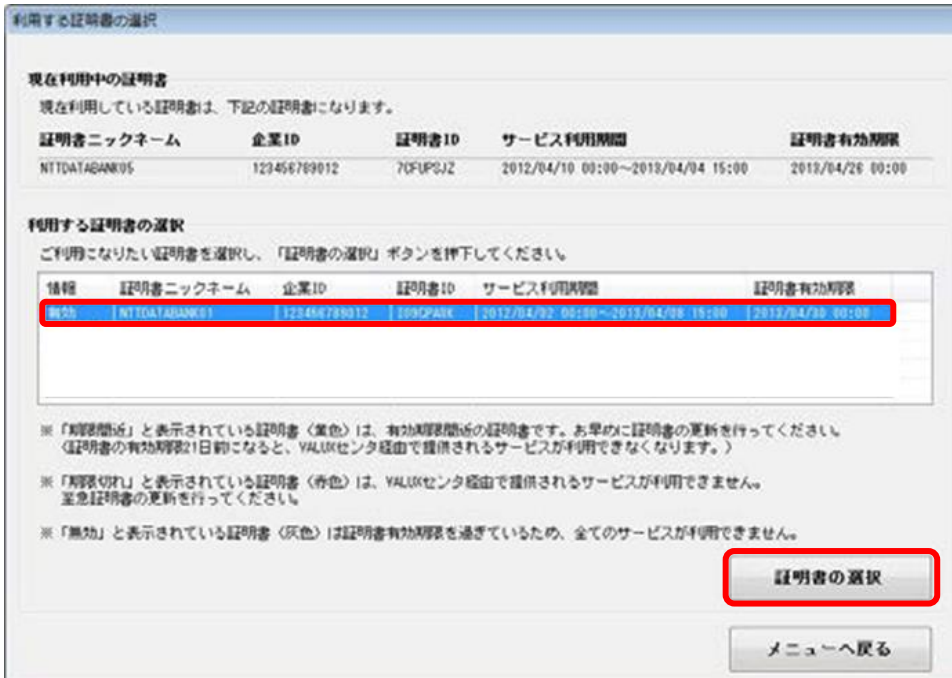 利用する証明書の選択
現在利用中の証明書
現在利用している証明書は、下記の証明書になります。
証明書ニックネーム 企業ID 証明書ID サービス利用期間 証明書有効期限
NTTDATABANK05 123456789012 7CFUPSJZ 2012/04/10 00:00～2013/04/04 15:00 2013/04/26 00:00
利用する証明書の選択
ご利用になりたい証明書を選択し、「証明書の選択」ボタンを押下してください。
情報 証明書ニックネーム 企業ID 証明書ID サービス利用期間 証明書有効期限
無効 NTTDATABANK01 123456789012 2012/04/02 00:00～2013/04/08 15:00 2013/04/30 00:00
※「期限間近」と表示されている証明書（黄色）は、有効期限間近の証明書です。お早めに証明書の更新を行ってください。
（証明書の有効期限21日前になると、VALUXセンタ経由で提供されるサービスが利用できなくなります。）
※「期限切れ」と表示されている証明書（赤色）は、VALUXセンタ経由で提供されるサービスが利用できません。
至急証明書の更新を行ってください。
※「無効」と表示されている証明書（灰色）は証明書有効期限を過ぎているため、全てのサービスが利用できません。
証明書の選択
メニューへ戻る